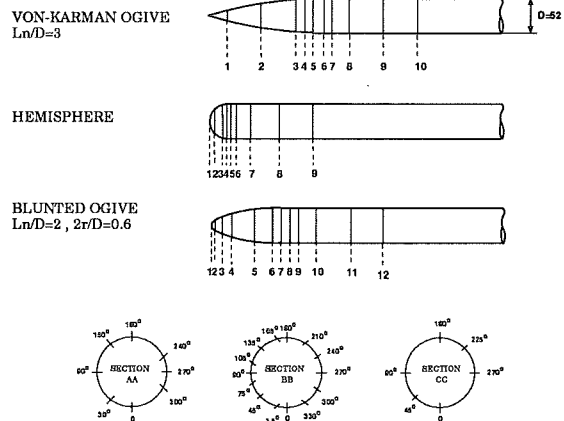 VON-KARMAN OGIVE
Ln/D=3
D=52
1 2 3 4 5 6 7 8 9 10
HEMISPHERE
1 2 3 4 5 6 7 8 9
BLUNTED OGIVE
Ln/D=2 , 2r/D=0.6
1 2 3 4 5 6 7 8 9 10 11 12
180°
150°
240°
90°
SECTION
AA
270°
30°
300°
0
165° 180°
135°
210°
105°
240°
90°
SECTION
BB
270°
75°
45°
300°
330°
0
180°
225°
90°
SECTION
CC
270°
45°
0